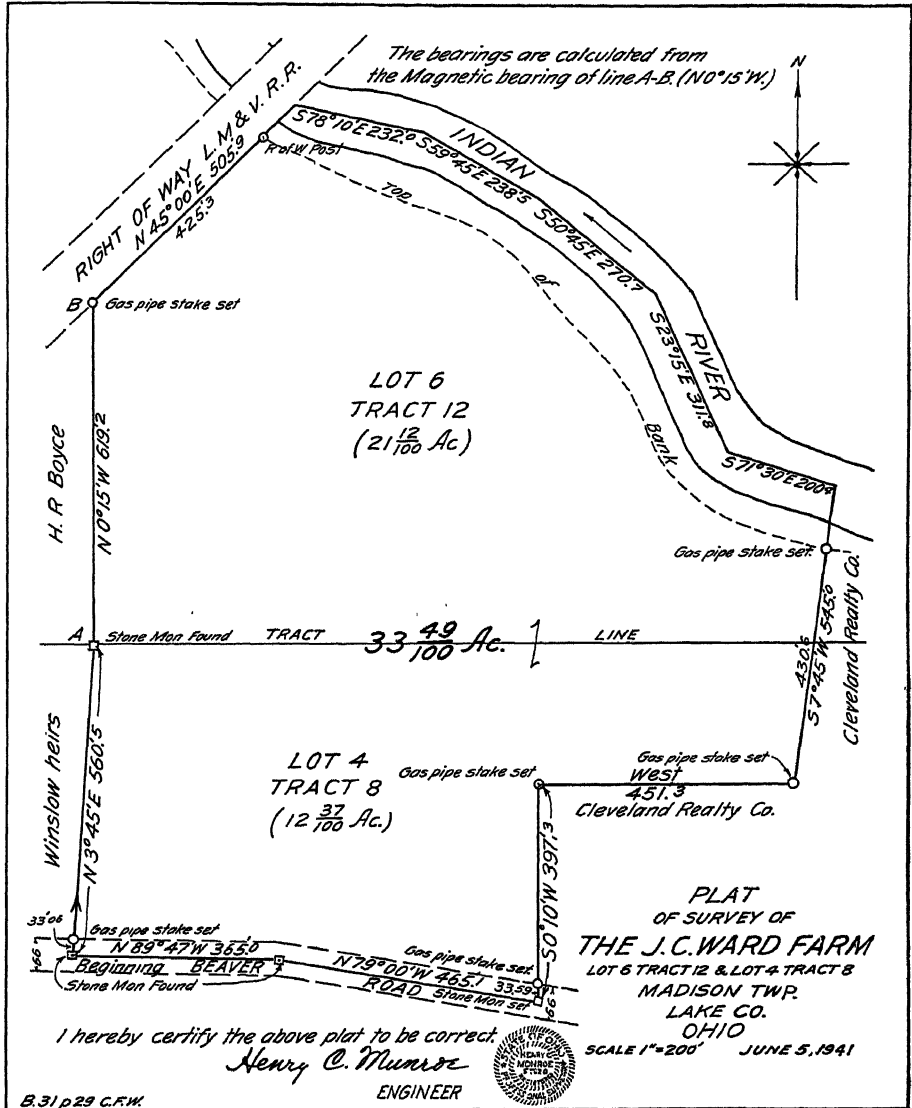 The bearings are calculated from
the Magnetic bearing of line A-B. (N0°15'W.)
N
RIGHT OF WAY L.M & V. R.R.
N 45°00'E 505.9
425.3
R of W Post
S78°10'E 232.0
S59°45'E 238.5
S50°45'E 270.7
S23°15'E 311.8
S71°30'E 200.4
INDIAN
RIVER
Top
of
Bank
B
Gas pipe stake set
LOT 6
TRACT 12
(21 12/100 Ac)
H. R Boyce
N 0°15'W 619.2
Gas pipe stake set.
A
Stone Mon Found
TRACT
33 49/100 Ac.
LINE
430.6
S7°45'W 545.0
Cleveland Realty Co.
Winslow heirs
N 3°45'E 560.5
LOT 4
TRACT 8
(12 37/100 Ac.)
Gas pipe stake set
Gas pipe stake set
West
451.3
Cleveland Realty Co.
S0°10'W 397.3
33.06
66
Gas pipe stake set
N 89°47'W 355.0
Beginning
BEAVER
Stone Mon Found
Gas pipe stake set.
N79°00'W 465.1
33.59
ROAD
Stone Mon set
66
PLAT
OF SURVEY OF
THE J.C. WARD FARM
LOT 6 TRACT 12 & LOT 4 TRACT 8
MADISON TWP.
LAKE CO.
OHIO
SCALE 1"=200' JUNE 5, 1941
I hereby certify the above plat to be correct.
Henry C. Munroe
ENGINEER
STATE OF OHIO
HENRY
MONROE
B.31 p 29 C.F.W.